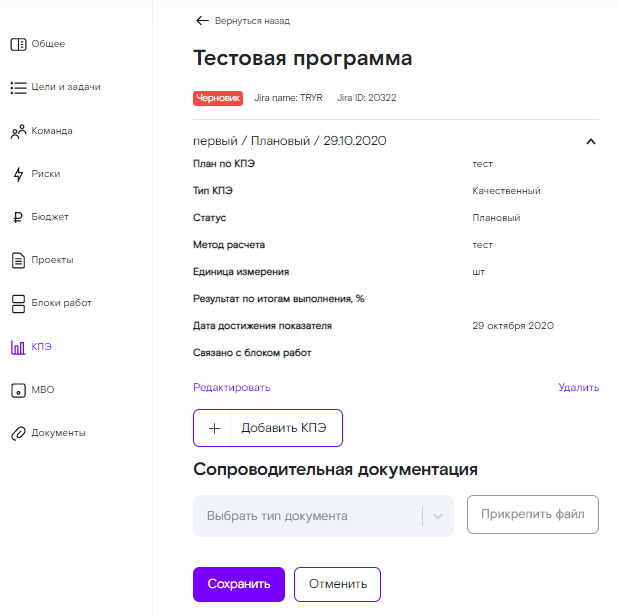 Вернуться назад
Тестовая программа
Черновик Jira name: TRYR Jira ID: 20322
Общее
Цели и задачи
Команда
Риски
Бюджет
Проекты
Блоки работ
КПЭ
МВО
Документы
первый / Плановый / 29.10.2020
План по КПЭ тест
Тип КПЭ Качественный
Статус Плановый
Метод расчета тест
Единица измерения шт
Результат по итогам выполнения, %
Дата достижения показателя 29 октября 2020
Связано с блоком работ
Редактировать Удалить
Добавить КПЭ
Сопроводительная документация
Выбрать тип документа Прикрепить файл
Сохранить Отменить